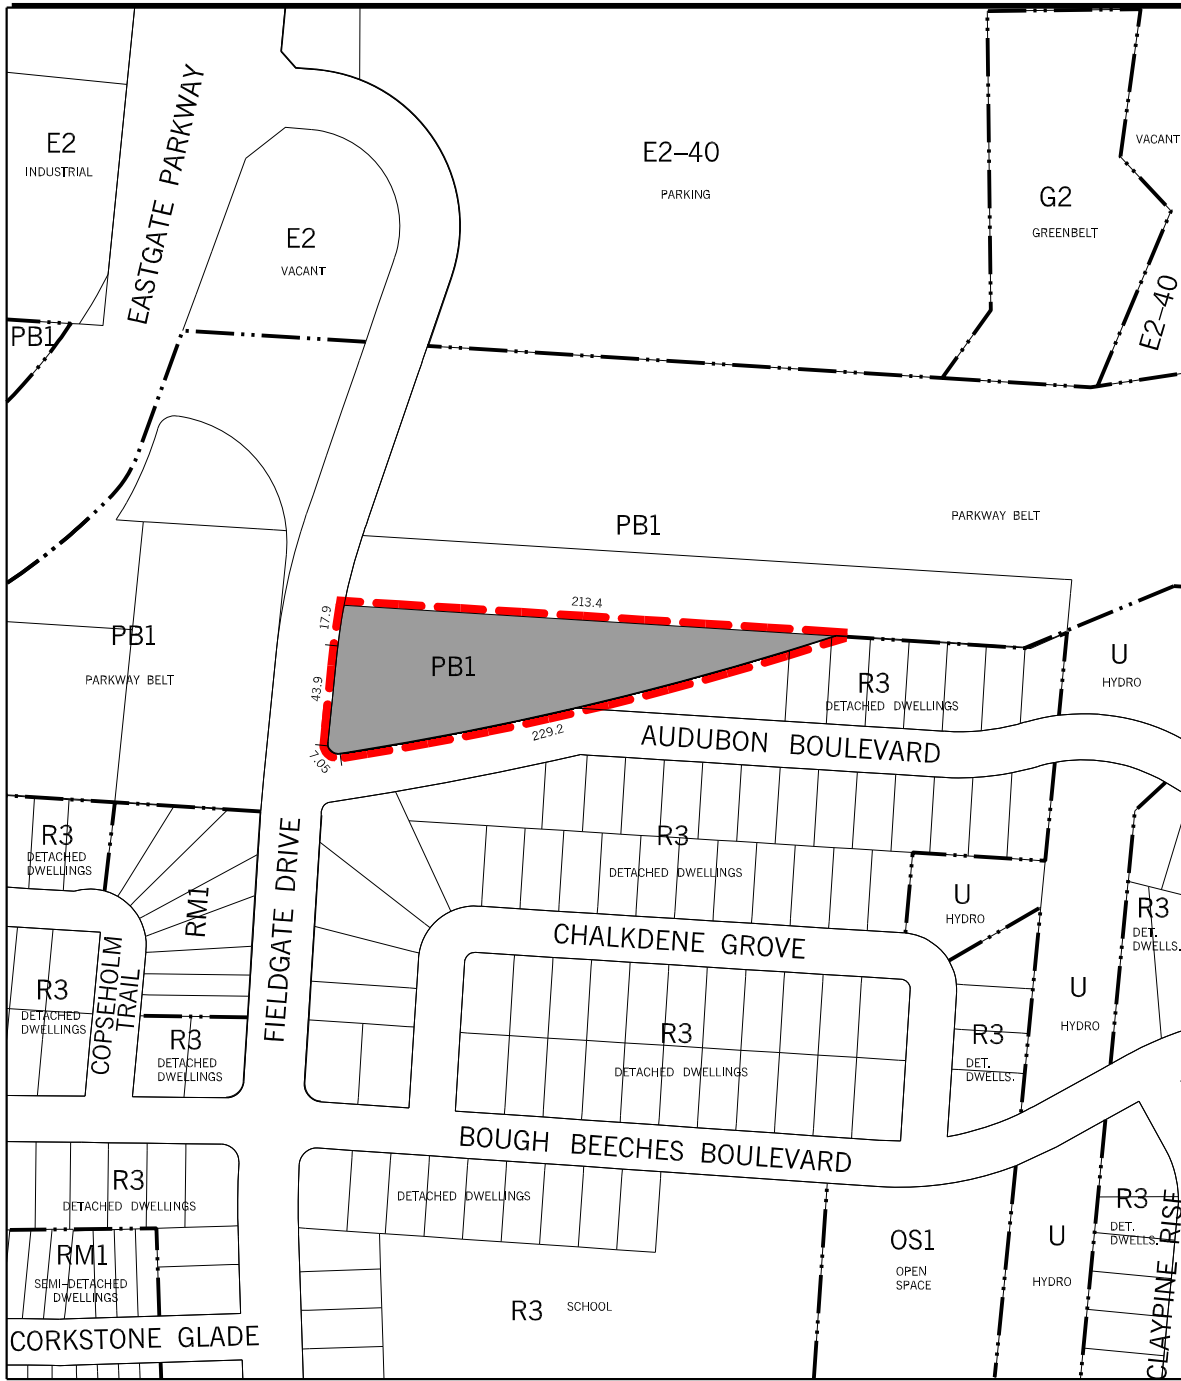 E2
INDUSTRIAL
EASTGATE PARKWAY
E2
VACANT
E2–40
PARKING
G2
GREENBELT
VACANT
E2–40
PB1
PB1
PARKWAY BELT
PB1
PARKWAY BELT
213.4
17.9
43.9
7.05
229.2
PB1
R3
DETACHED DWELLINGS
U
HYDRO
AUDUBON BOULEVARD
R3
DETACHED
DWELLINGS
RM1
FIELDGATE DRIVE
R3
DETACHED DWELLINGS
U
HYDRO
R3
DET.
DWELLS.
CHALKDENE GROVE
COPSEHOLM
TRAIL
R3
DETACHED
DWELLINGS
R3
DETACHED
DWELLINGS
R3
DETACHED DWELLINGS
R3
DET.
DWELLS.
U
HYDRO
BOUGH BEECHES BOULEVARD
R3
DETACHED DWELLINGS
DETACHED DWELLINGS
RM1
SEMI–DETACHED
DWELLINGS
R3
SCHOOL
OS1
OPEN
SPACE
U
HYDRO
R3
DET.
DWELLS.
CLAYPINE RISE
CORKSTONE GLADE